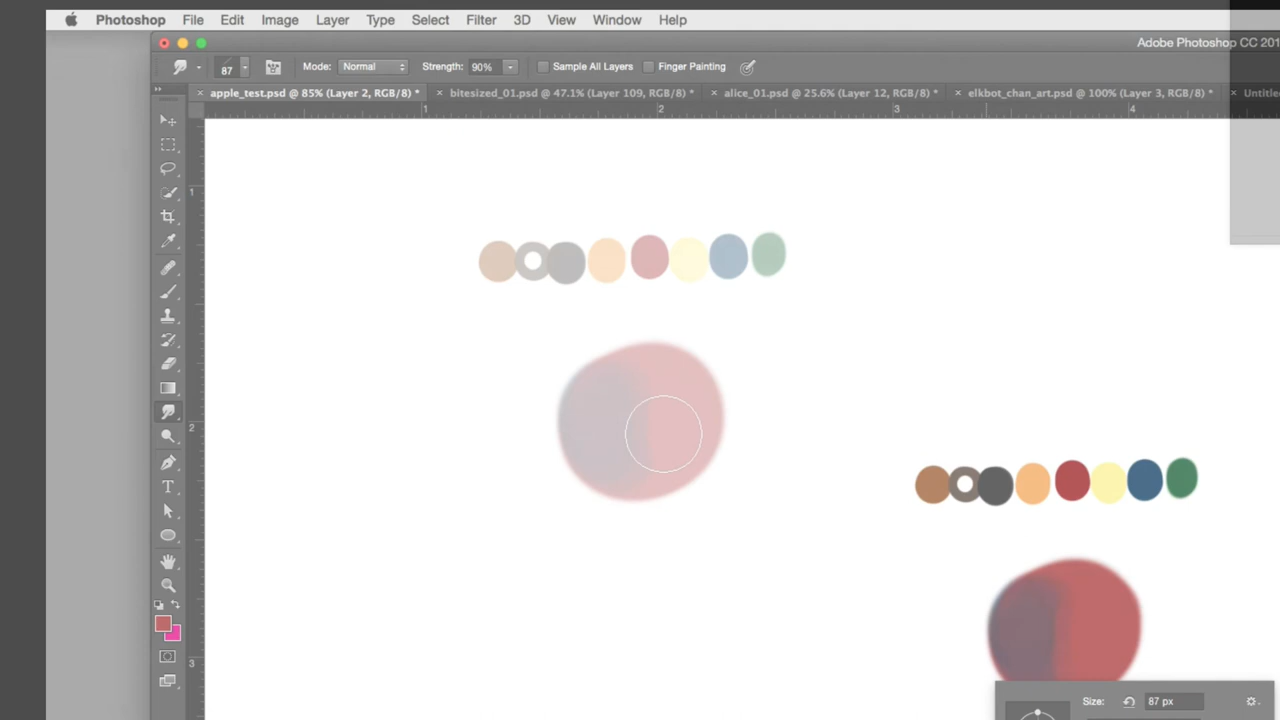 Photoshop File Edit Image Layer Type Select Filter 3D View Window Help
Adobe Photoshop CC 201
87 Mode: Normal Strength: 90% Sample All Layers Finger Painting
apple_test.psd @ 85% (Layer 2, RGB/8) * bitesized_01.psd @ 47.1% (Layer 109, RGB/8) * alice_01.psd @ 25.6% (Layer 12, RGB/8) * elkbot_chan_art.psd @ 100% (Layer 3, RGB/8) * Untitle
1 2 3 4
1
2
3
Size: 87 px